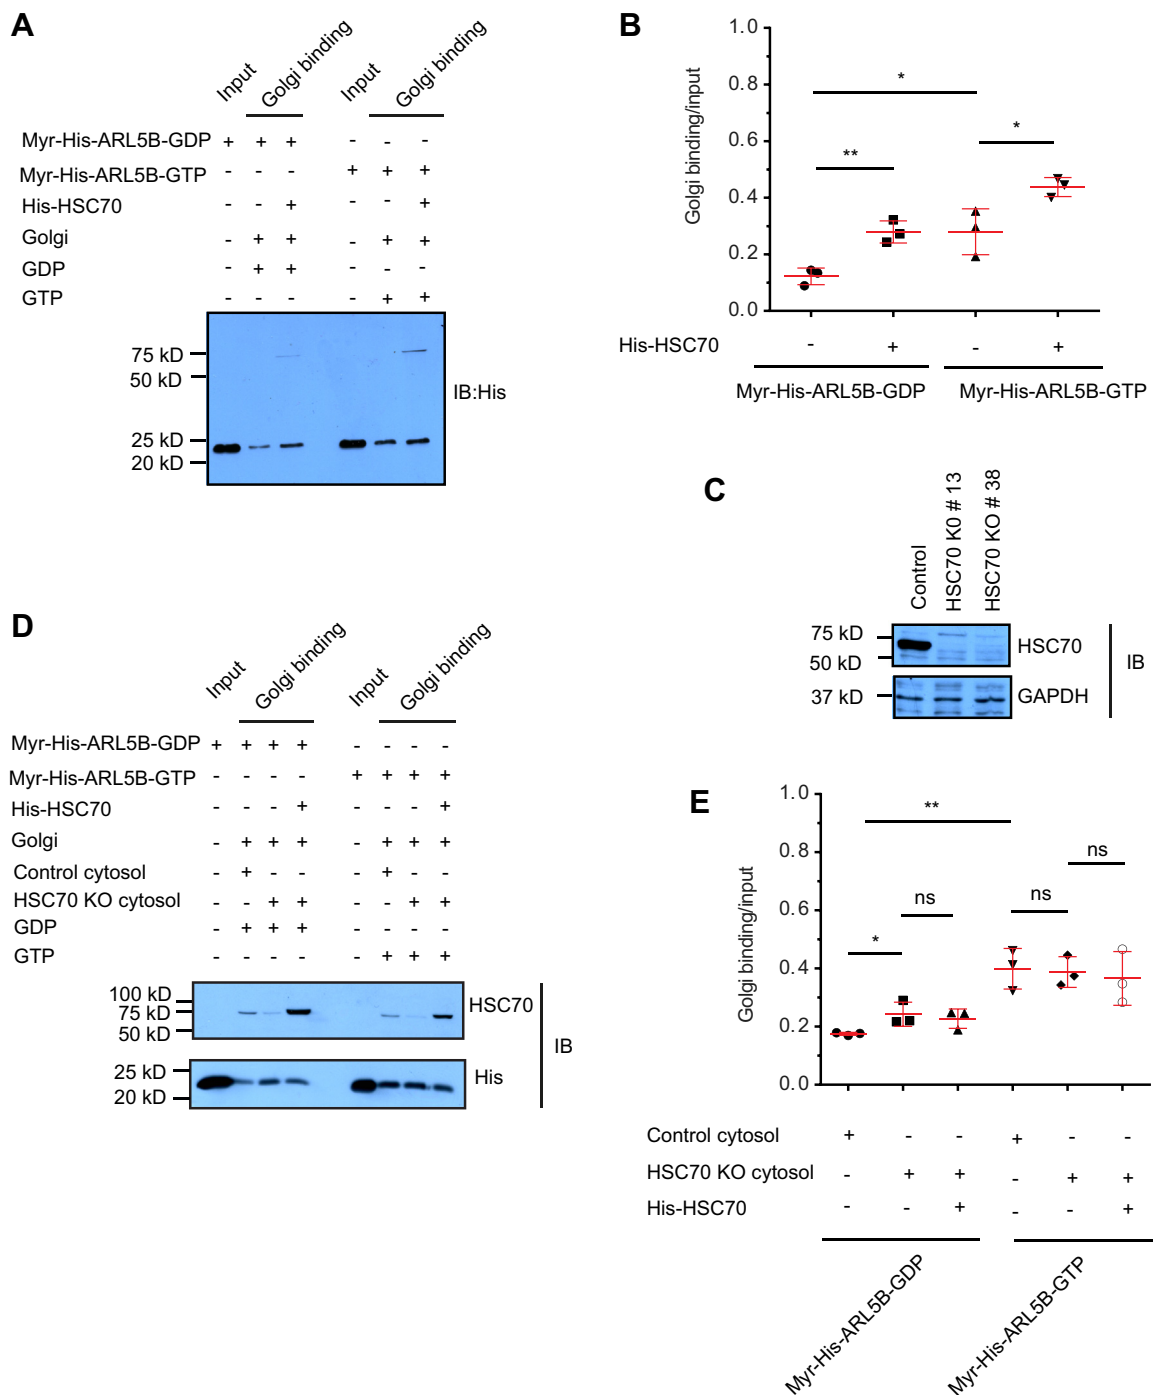 A
Input
Golgi binding
Input
Golgi binding
Myr-His-ARL5B-GDP + + + - - -
Myr-His-ARL5B-GTP - - - + + +
His-HSC70 - - + - - +
Golgi - + + - + +
GDP - + + - - -
GTP - - - - + +
75 kD
50 kD
25 kD
20 kD
IB:His
B
Golgi binding/input
1.0
0.8
0.6
0.4
0.2
0.0
*
**
*
His-HSC70 - + - +
Myr-His-ARL5B-GDP
Myr-His-ARL5B-GTP
C
Control
HSC70 K0 # 13
HSC70 KO # 38
75 kD
50 kD
37 kD
HSC70
GAPDH
IB
D
Input
Golgi binding
Input
Golgi binding
Myr-His-ARL5B-GDP + + + + - - - -
Myr-His-ARL5B-GTP - - - - + + + +
His-HSC70 - - - + - - - +
Golgi - + + + - + + +
Control cytosol - + - - - + - -
HSC70 KO cytosol - - + + - - + +
GDP - + + + - - - -
GTP - - - - - + + +
100 kD
75 kD
50 kD
HSC70
25 kD
20 kD
His
IB
E
Golgi binding/input
1.0
0.8
0.6
0.4
0.2
0.0
**
ns
ns
ns
*
Control cytosol + - - + - -
HSC70 KO cytosol - + + - + +
His-HSC70 - - + - - +
Myr-His-ARL5B-GDP
Myr-His-ARL5B-GTP